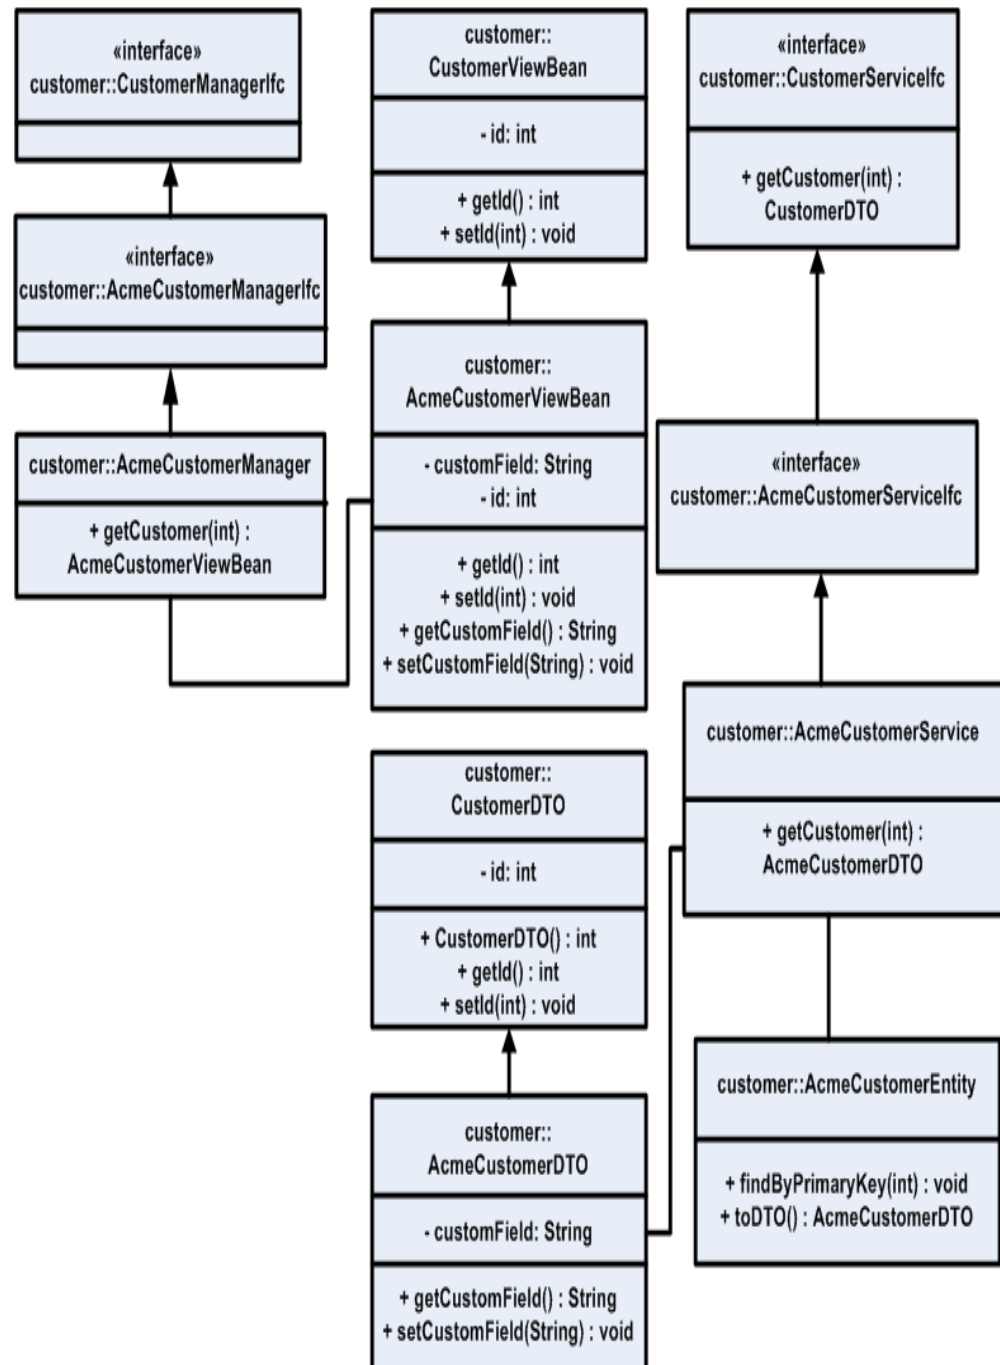 «interface»
customer::CustomerManagerIfc
«interface»
customer::AcmeCustomerManagerIfc
customer::AcmeCustomerManager
+ getCustomer(int) :
AcmeCustomerViewBean
customer::
CustomerViewBean
- id: int
+ getId() : int
+ setId(int) : void
customer::
AcmeCustomerViewBean
- customField: String
- id: int
+ getId() : int
+ setId(int) : void
+ getCustomField() : String
+ setCustomField(String) : void
customer::
CustomerDTO
- id: int
+ CustomerDTO() : int
+ getId() : int
+ setId(int) : void
customer::
AcmeCustomerDTO
- customField: String
+ getCustomField() : String
+ setCustomField(String) : void
«interface»
customer::CustomerServiceIfc
+ getCustomer(int) :
CustomerDTO
«interface»
customer::AcmeCustomerServiceIfc
customer::AcmeCustomerService
+ getCustomer(int) :
AcmeCustomerDTO
customer::AcmeCustomerEntity
+ findByPrimaryKey(int) : void
+ toDTO() : AcmeCustomerDTO